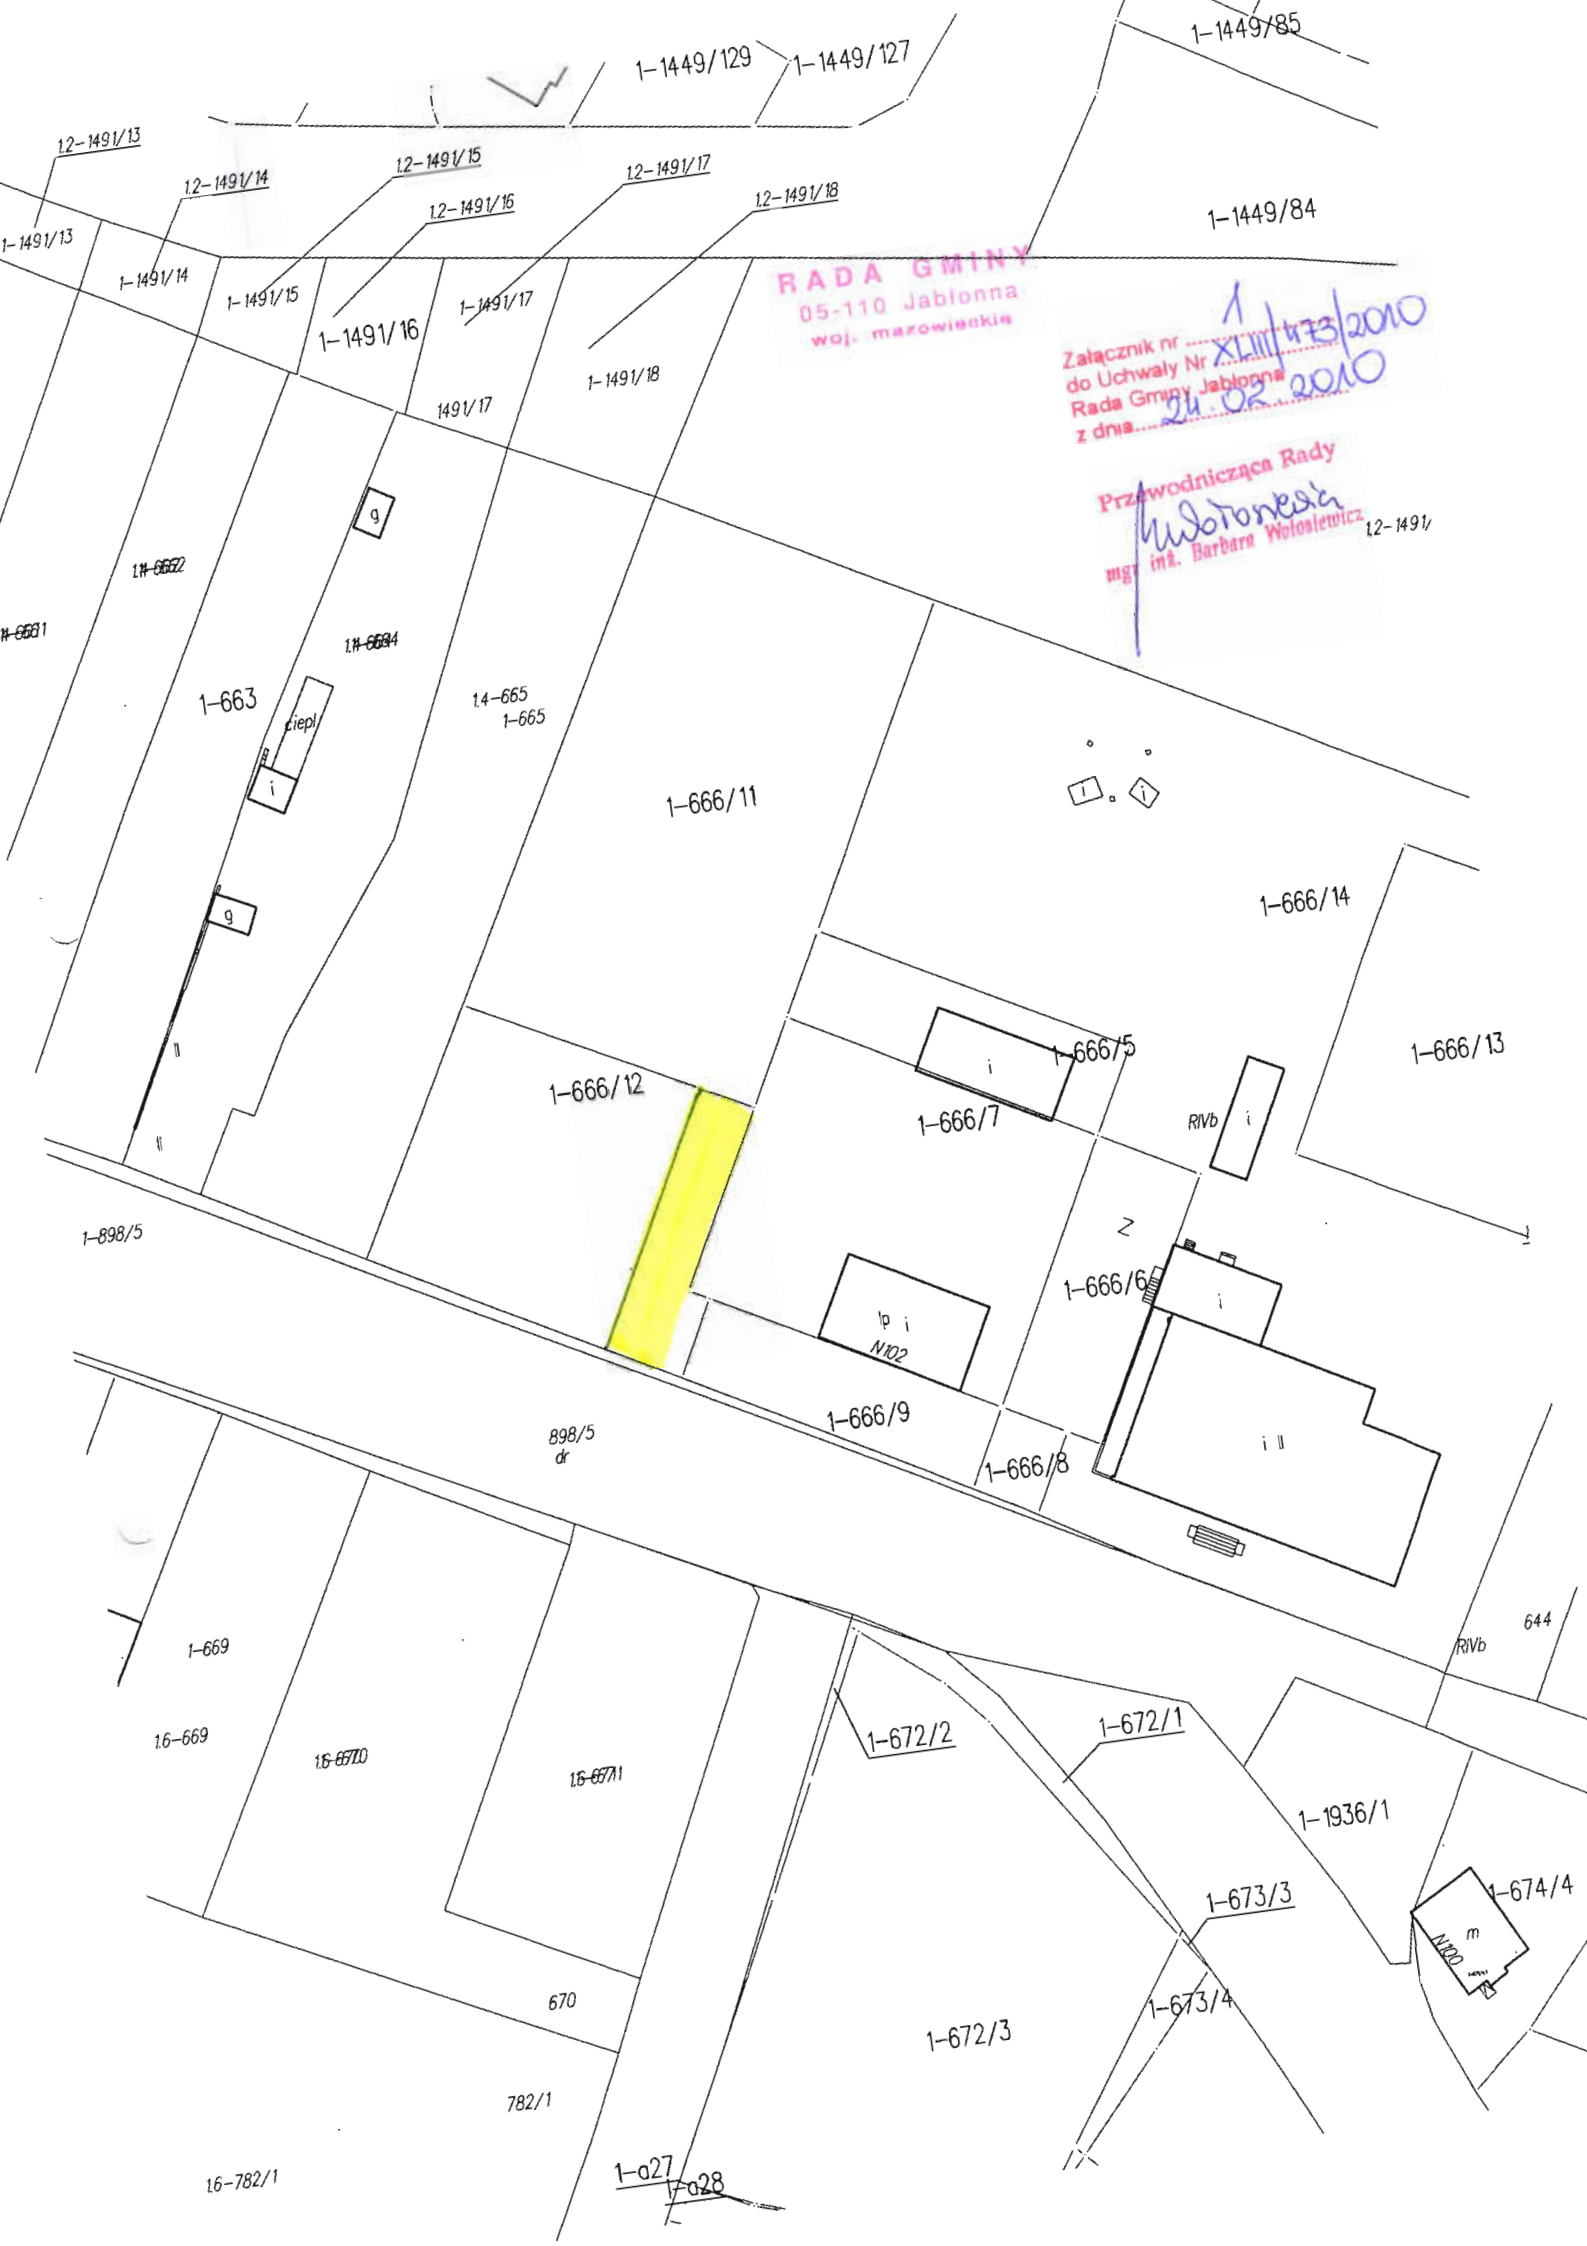 1-1449/85
1-1449/129
1-1449/127
1.2-1491/13
1.2-1491/14
1.2-1491/15
1.2-1491/17
1.2-1491/16
1.2-1491/18
1-1449/84
1-1491/13
1-1491/14
1-1491/15
1-1491/17
1-1491/16
1-1491/18
1491/17
RADA GMINY
05-110 Jabłonna
woj. mazowieckie
Załącznik nr 1
do Uchwały Nr XLIII/473/2010
Rada Gminy Jabłonna
z dnia 24.02.2010
Przewodnicząca Rady
mgr inż. Barbara Wołosiewicz
1.2-1491/
g
1-663
ciepl
i
g
1.4-665
1-665
1-666/11
i
i
1-666/14
1-666/13
1-666/5
i
1-666/7
RIVb
i
1-666/12
1-898/5
Z
1-666/6
i
Ip i
N102
1-666/9
1-666/8
i II
898/5
dr
644
RIVb
1-669
1.6-669
1-672/2
1-672/1
1-1936/1
1-673/3
1-674/4
m
N100
670
1-673/4
1-672/3
782/1
1.6-782/1
1-a27
1-a28